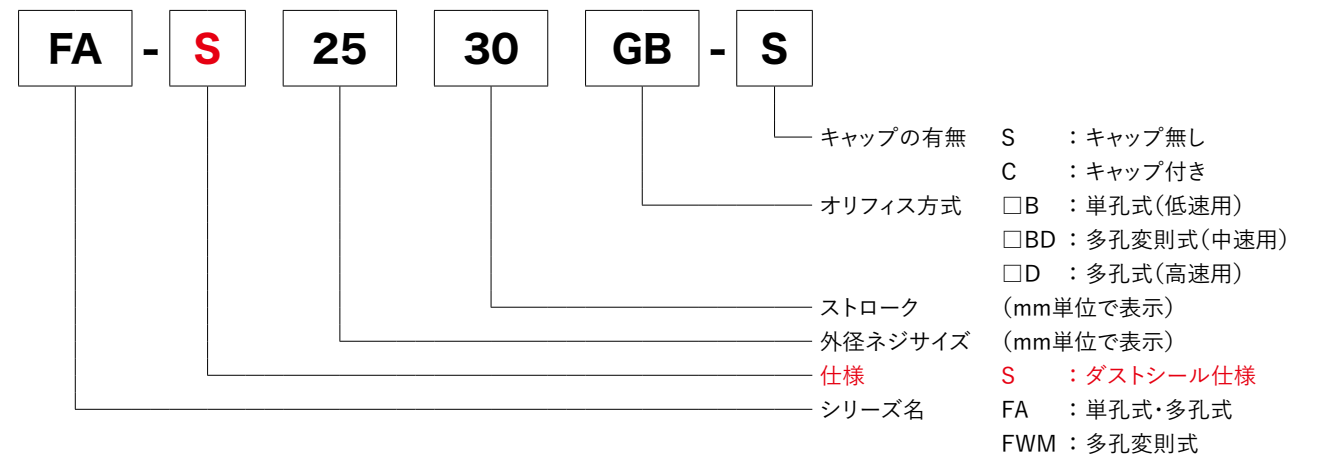 FA - S 25 30 GB - S
キャップの有無 S ：キャップ無し
C ：キャップ付き
オリフィス方式 □B ：単孔式（低速用）
□BD ：多孔変則式（中速用）
□D ：多孔式（高速用）
ストローク （mm単位で表示）
外径ネジサイズ （mm単位で表示）
仕様 S ：ダストシール仕様
シリーズ名 FA ：単孔式・多孔式
FWM ：多孔変則式